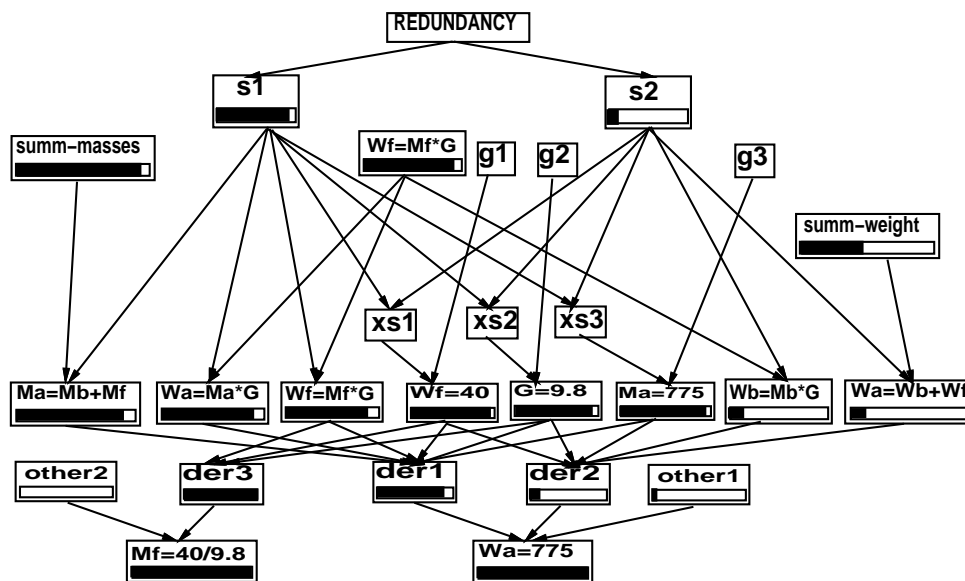 REDUNDANCY
s1
s2
summ-masses
Wf=Mf*G
g1
g2
g3
summ-weight
xs1
xs2
xs3
Ma=Mb+Mf
Wa=Ma*G
Wf=Mf*G
Wf=40
G=9.8
Ma=775
Wb=Mb*G
Wa=Wb+Wf
other2
der3
der1
der2
other1
Mf=40/9.8
Wa=775